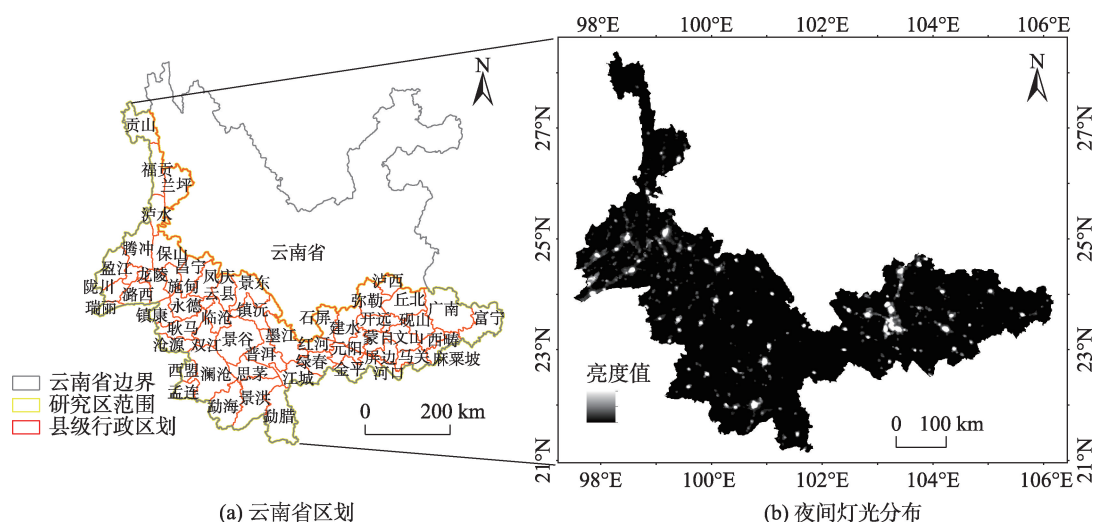 98°E 100°E 102°E 104°E 106°E
N
N
27°N
25°N
23°N
21°N
27°N
25°N
23°N
21°N
贡山
福贡
兰坪
泸水
云南省
腾冲
保山
昌宁
盈江
龙陵
凤庆
景东
陇川
潞西
施甸
云县
瑞丽
镇康
永德
临沧
镇沅
耿马
沧源
双江
景谷
墨江
普洱
西盟
澜沧
思茅
江城
孟连
勐海
景洪
勐腊
泸西
弥勒
丘北
广南
富宁
石屏
建水
开远
砚山
红河
元阳
蒙自
文山
西畴
绿春
金平
屏边
马关
麻栗坡
河口
云南省边界
研究区范围
县级行政区划
0 200 km
亮度值
0 100 km
98°E 100°E 102°E 104°E 106°E
(a) 云南省区划
(b) 夜间灯光分布